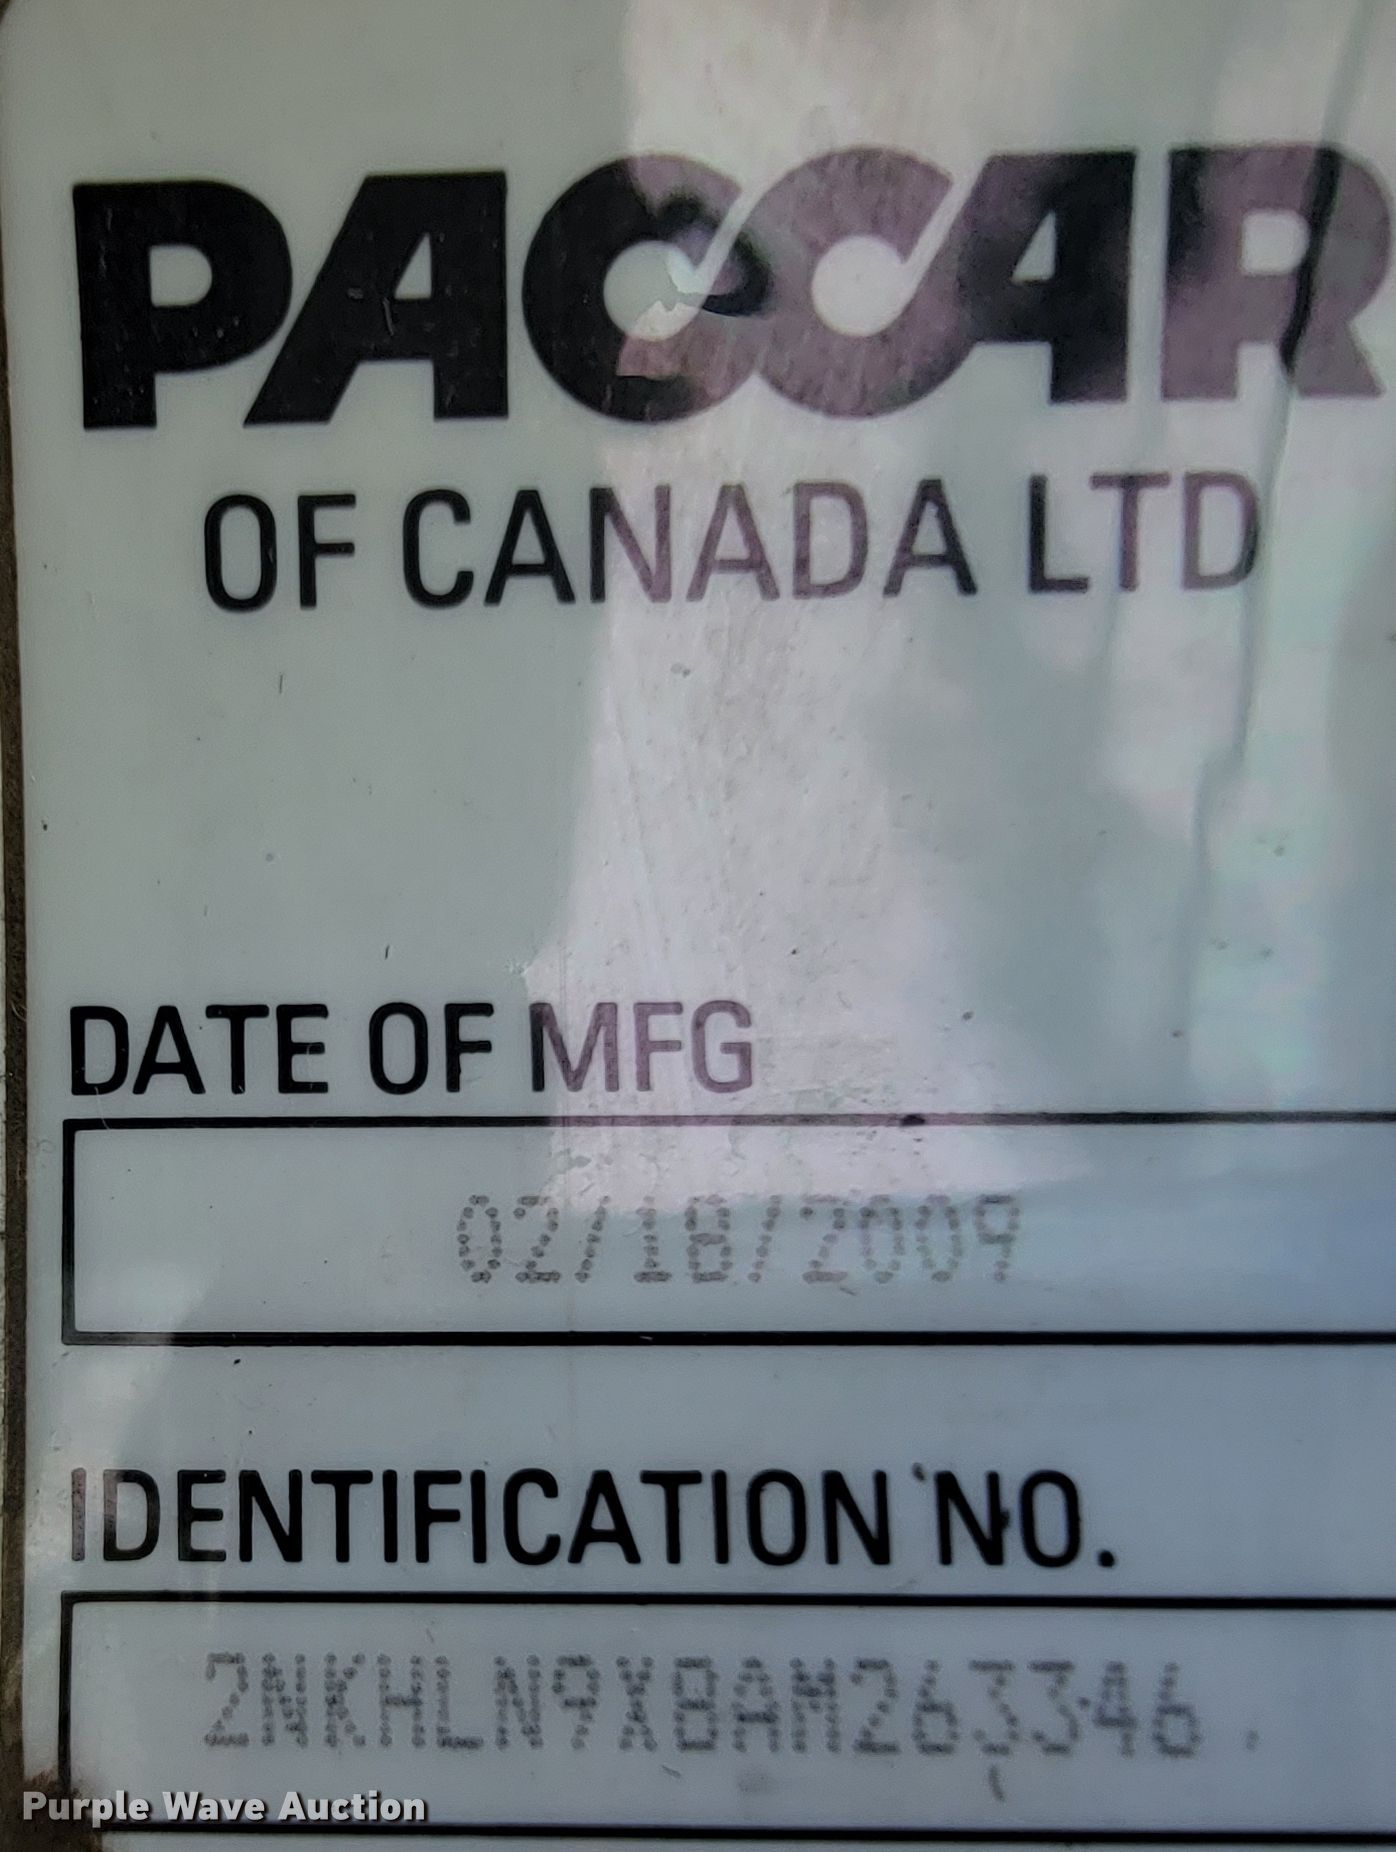 PACCAR
OF CANADA LTD
DATE OF MFG
02/18/2009
IDENTIFICATION NO.
2NKHLN9X8AM263346
Purple Wave Auction